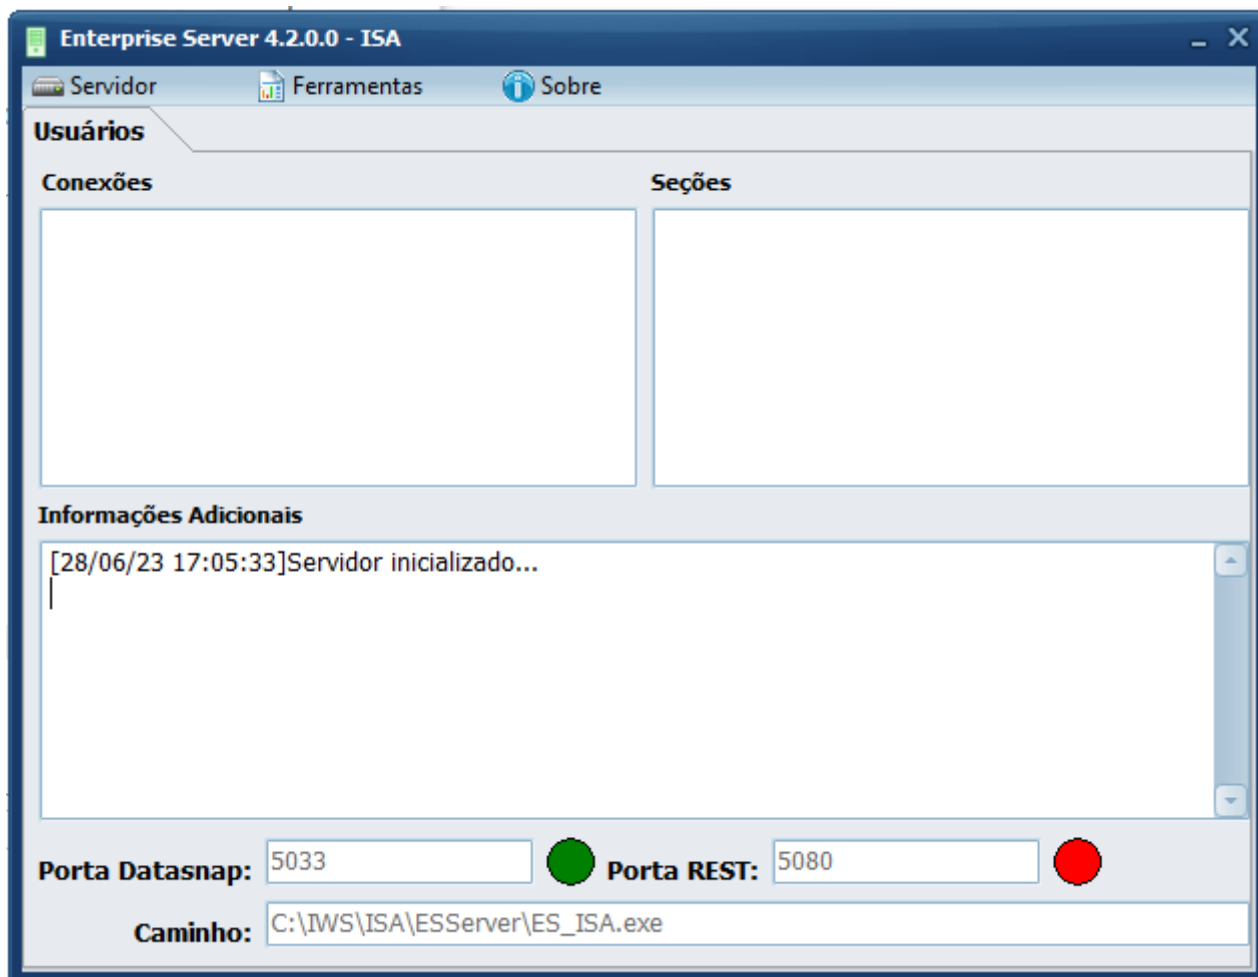 Enterprise Server 4.2.0.0 - ISA
Servidor Ferramentas Sobre
Usuários
Conexões Seções
Informações Adicionais
[28/06/23 17:05:33]Servidor inicializado...
Porta Datasnap: 5033 Porta REST: 5080
Caminho: C:\IWS\ISA\ESServer\ES_ISA.exe